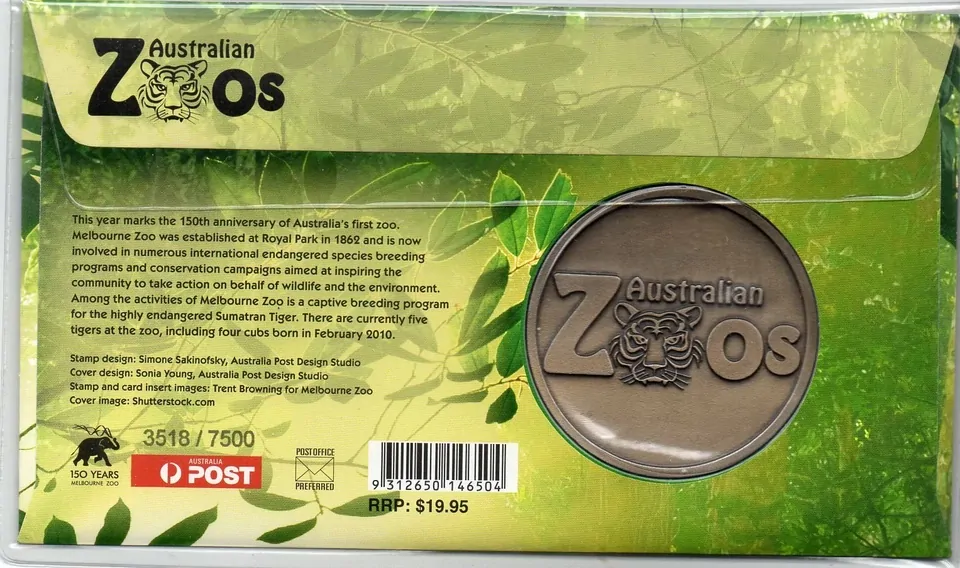 Australian
ZOOS
This year marks the 150th anniversary of Australia's first zoo.
Melbourne Zoo was established at Royal Park in 1862 and is now
involved in numerous international endangered species breeding
programs and conservation campaigns aimed at inspiring the
community to take action on behalf of wildlife and the environment.
Among the activities of Melbourne Zoo is a captive breeding program
for the highly endangered Sumatran Tiger. There are currently five
tigers at the zoo, including four cubs born in February 2010.
Stamp design: Simone Sakinofsky, Australia Post Design Studio
Cover design: Sonia Young, Australia Post Design Studio
Stamp and card insert images: Trent Browning for Melbourne Zoo
Cover image: Shutterstock.com
Australian
ZOOS
3518 / 7500
150 YEARS
MELBOURNE ZOO
AUSTRALIA
POST
POST OFFICE
PREFERRED
9 312650 146504
RRP: $19.95